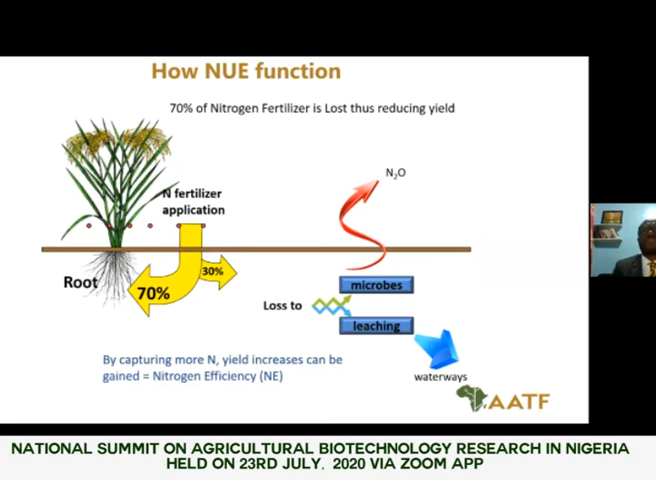 How NUE function
70% of Nitrogen Fertilizer is Lost thus reducing yield
N fertilizer
application
N2O
Root
70%
30%
microbes
Loss to
leaching
waterways
By capturing more N, yield increases can be
gained = Nitrogen Efficiency (NE)
AATF
NATIONAL SUMMIT ON AGRICULTURAL BIOTECHNOLOGY RESEARCH IN NIGERIA
HELD ON 23RD JULY, 2020 VIA ZOOM APP